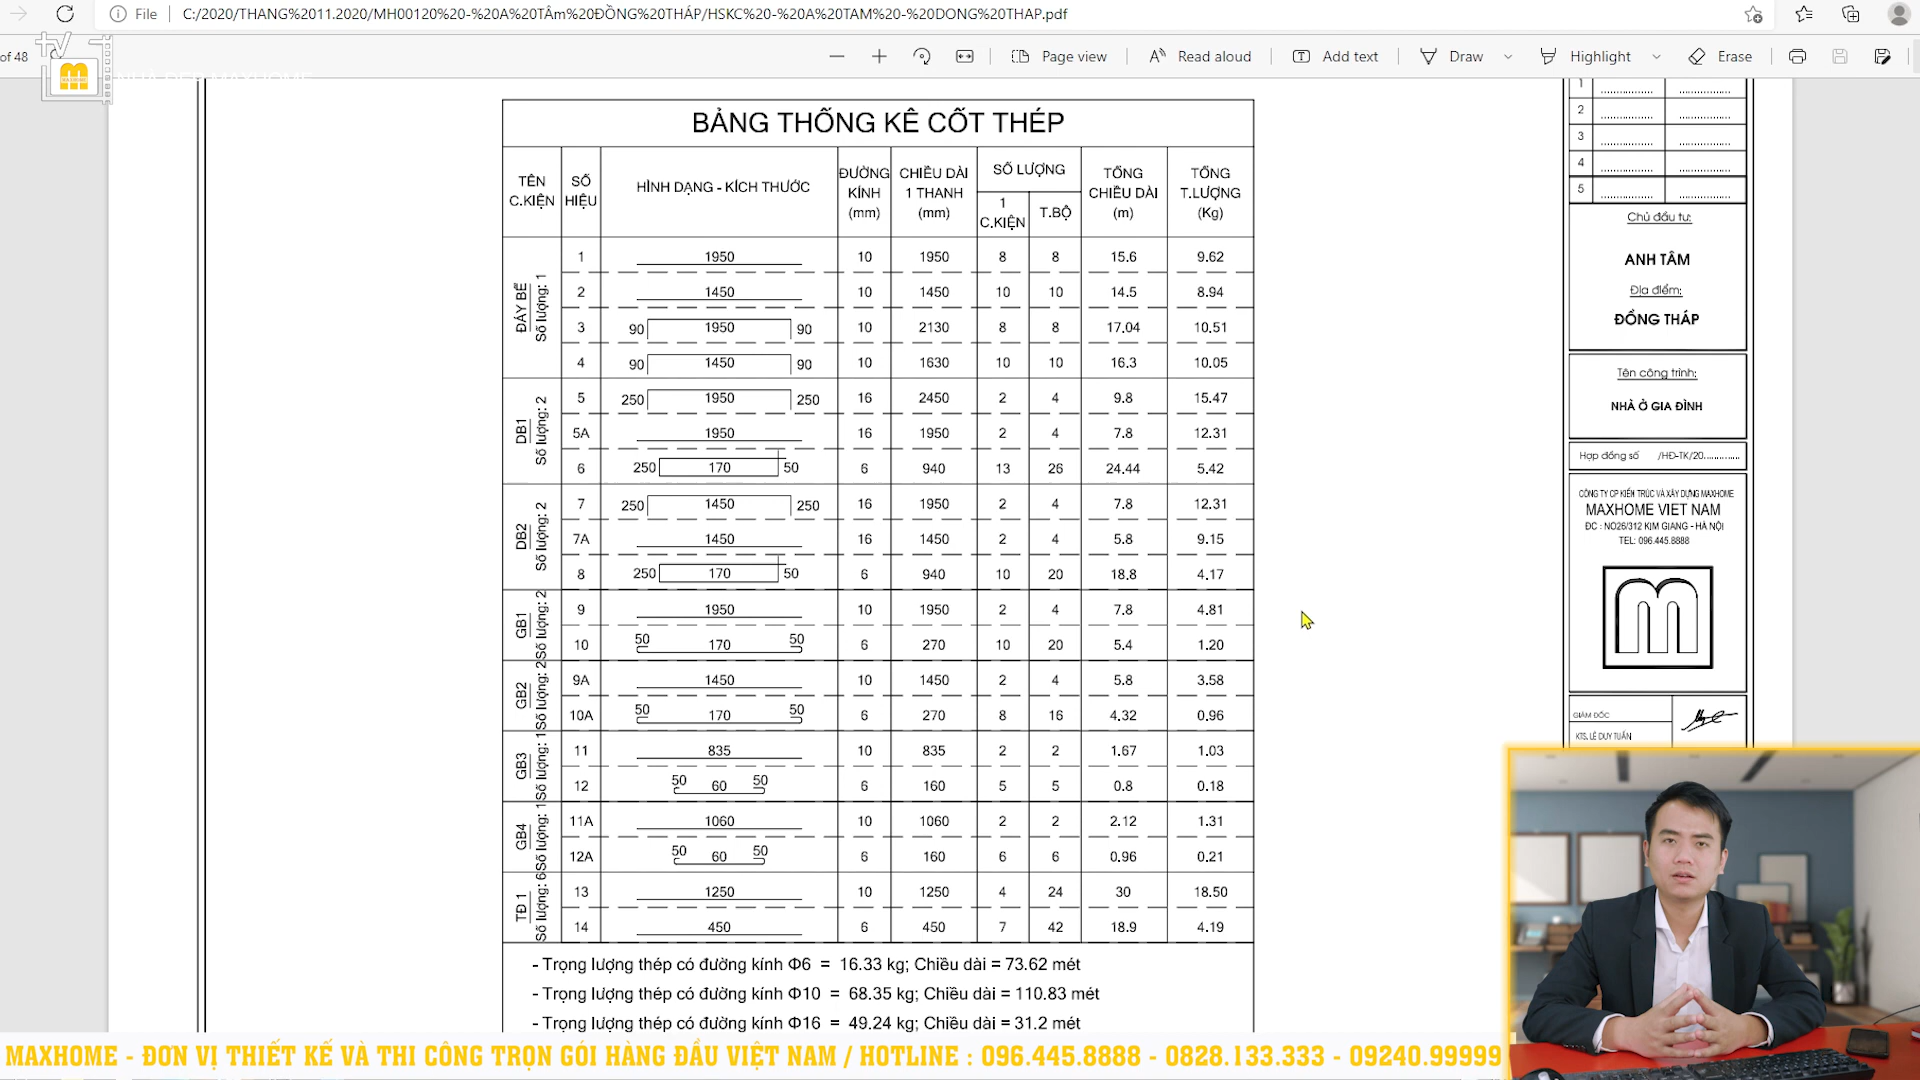 File
C:/2020/THANG%2011.2020/MH00120%20-%20A%20TÂm%20ĐỒNG%20THÁP/HSKC%20-%20A%20TAM%20-%20DONG%20THAP.pdf
of 48
Page view
Read aloud
Add text
Draw
Highlight
Erase
tv
BẢNG THỐNG KÊ CỐT THÉP
TÊN C.KIỆN SỐ HIỆU HÌNH DẠNG - KÍCH THƯỚC ĐƯỜNG KÍNH (mm) CHIỀU DÀI 1 THANH (mm) SỐ LƯỢNG 1 C.KIỆN T.BỘ TỔNG CHIỀU DÀI (m) TỔNG T.LƯỢNG (Kg)
ĐÁY BỂ Số lượng: 1
1 1950 10 1950 8 8 15.6 9.62
2 1450 10 1450 10 10 14.5 8.94
3 90 1950 90 10 2130 8 8 17.04 10.51
4 90 1450 90 10 1630 10 10 16.3 10.05
DB1 Số lượng: 2
5 250 1950 250 16 2450 2 4 9.8 15.47
5A 1950 16 1950 2 4 7.8 12.31
6 250 170 50 6 940 13 26 24.44 5.42
DB2 Số lượng: 2
7 250 1450 250 16 1950 2 4 7.8 12.31
7A 1450 16 1450 2 4 5.8 9.15
8 250 170 50 6 940 10 20 18.8 4.17
GB1 Số lượng: 2
9 1950 10 1950 2 4 7.8 4.81
10 50 170 50 6 270 10 20 5.4 1.20
GB2 Số lượng: 2
9A 1450 10 1450 2 4 5.8 3.58
10A 50 170 50 6 270 8 16 4.32 0.96
GB3 Số lượng: 1
11 835 10 835 2 2 1.67 1.03
12 50 60 50 6 160 5 5 0.8 0.18
GB4 Số lượng: 1
11A 1060 10 1060 2 2 2.12 1.31
12A 50 60 50 6 160 6 6 0.96 0.21
TĐ 1 Số lượng: 6
13 1250 10 1250 4 24 30 18.50
14 450 6 450 7 42 18.9 4.19
- Trọng lượng thép có đường kính Φ6 = 16.33 kg; Chiều dài = 73.62 mét
- Trọng lượng thép có đường kính Φ10 = 68.35 kg; Chiều dài = 110.83 mét
- Trọng lượng thép có đường kính Φ16 = 49.24 kg; Chiều dài = 31.2 mét
1 ................ ................
2 ................ ................
3 ................ ................
4 ................ ................
5 ................ ................
Chủ đầu tư:
ANH TÂM
Địa điểm:
ĐỒNG THÁP
Tên công trình:
NHÀ Ở GIA ĐÌNH
Hợp đồng số /HĐ-TK/20..............
CÔNG TY CP KIẾN TRÚC VÀ XÂY DỰNG MAXHOME
MAXHOME VIET NAM
ĐC : NO26/312 KIM GIANG - HÀ NỘI
TEL: 096.445.8888
GIÁM ĐỐC
KTS. LÊ DUY TUẤN
MAXHOME - ĐƠN VỊ THIẾT KẾ VÀ THI CÔNG TRỌN GÓI HÀNG ĐẦU VIỆT NAM / HOTLINE : 096.445.8888 - 0828.133.333 - 09240.99999